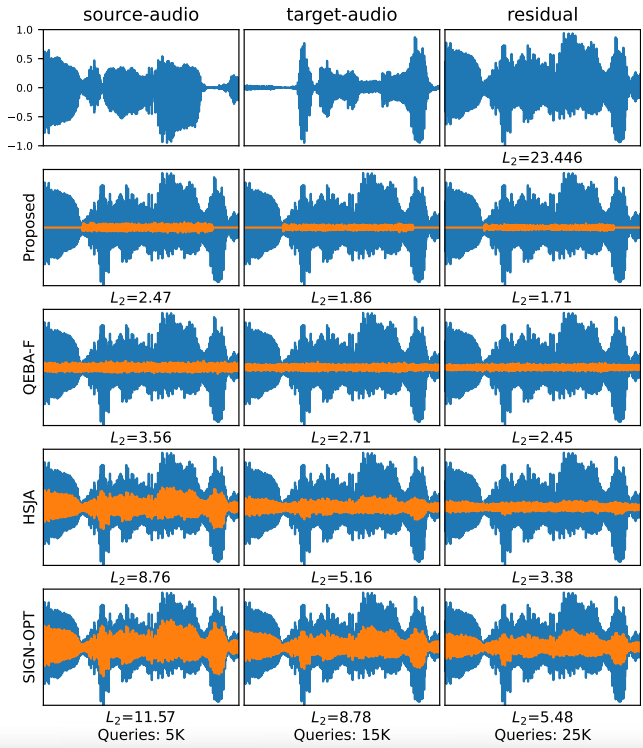 source-audio target-audio residual
1.0
0.5
0.0
−0.5
−1.0
L₂=23.446
Proposed
L₂=2.47 L₂=1.86 L₂=1.71
QEBA-F
L₂=3.56 L₂=2.71 L₂=2.45
HSJA
L₂=8.76 L₂=5.16 L₂=3.38
SIGN-OPT
L₂=11.57 L₂=8.78 L₂=5.48
Queries: 5K Queries: 15K Queries: 25K